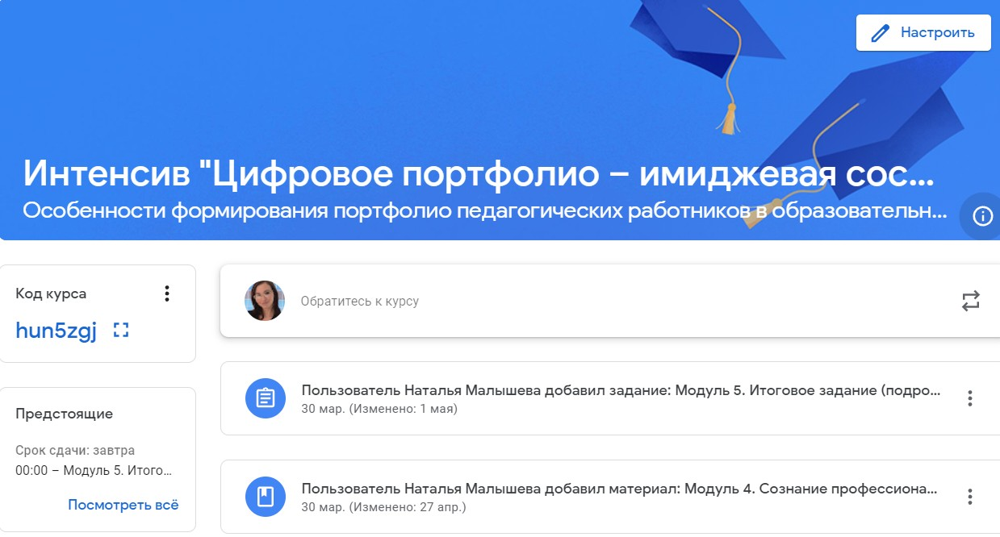 Настроить
Интенсив "Цифровое портфолио – имиджевая сос...
Особенности формирования портфолио педагогических работников в образовательн...
Код курса
hun5zgj
Обратитесь к курсу
Пользователь Наталья Малышева добавил задание: Модуль 5. Итоговое задание (подро...
30 мар. (Изменено: 1 мая)
Предстоящие
Срок сдачи: завтра
00:00 – Модуль 5. Итого...
Посмотреть всё
Пользователь Наталья Малышева добавил материал: Модуль 4. Сознание профессиона...
30 мар. (Изменено: 27 апр.)